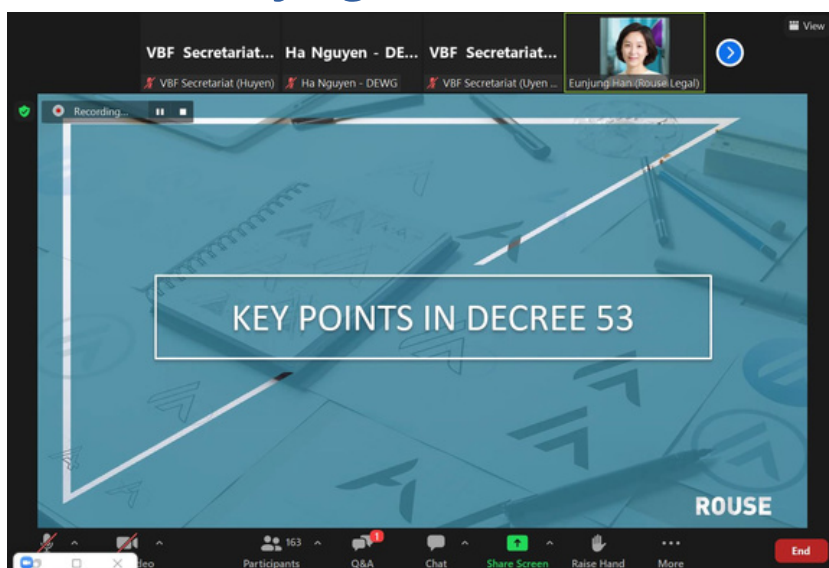 View
VBF Secretariat... Ha Nguyen - DE... VBF Secretariat...
VBF Secretariat (Huyen) Ha Nguyen - DEWG VBF Secretariat (Uyen ... Eunjung Han (Rouse Legal)
Recording...
KEY POINTS IN DECREE 53
ROUSE
163 1
deo Participants Q&A Chat Share Screen Raise Hand More End